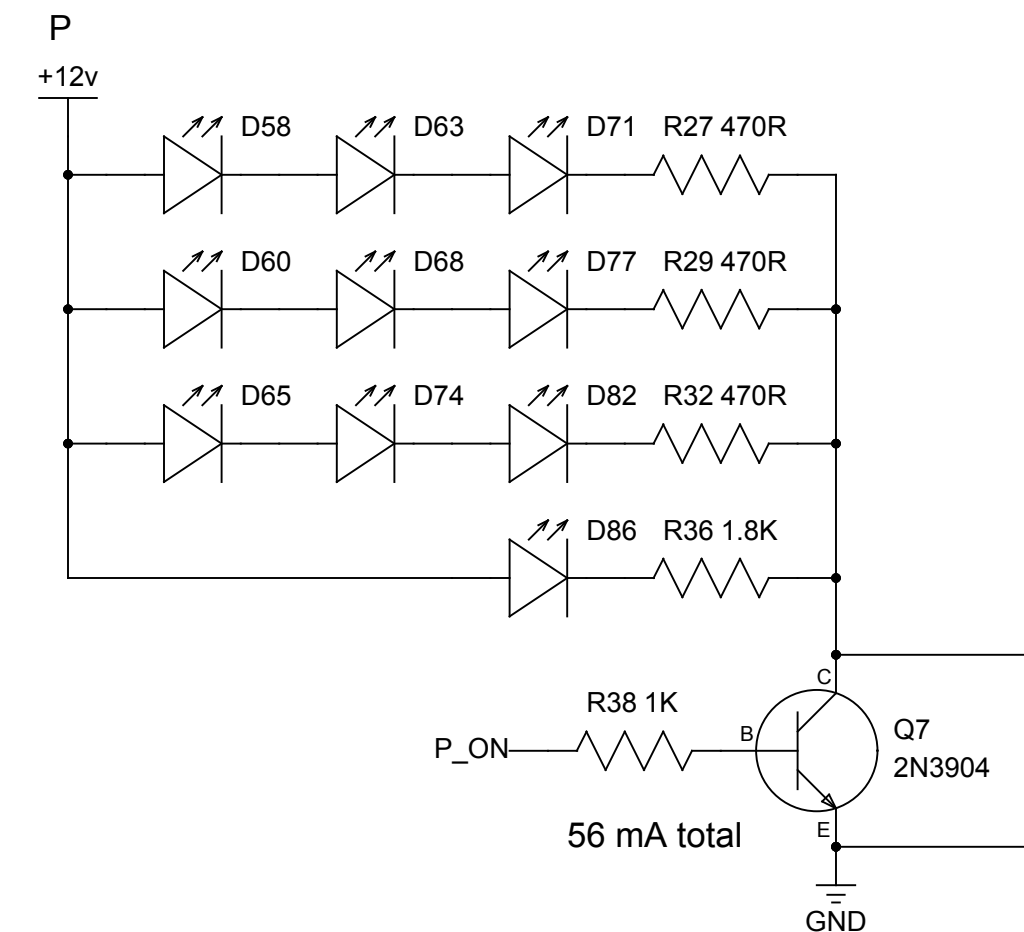 P
+12v
D58 D63 D71 R27 470R
D60 D68 D77 R29 470R
D65 D74 D82 R32 470R
D86 R36 1.8K
C
R38 1K
B
P_ON
Q7
2N3904
56 mA total
E
GND